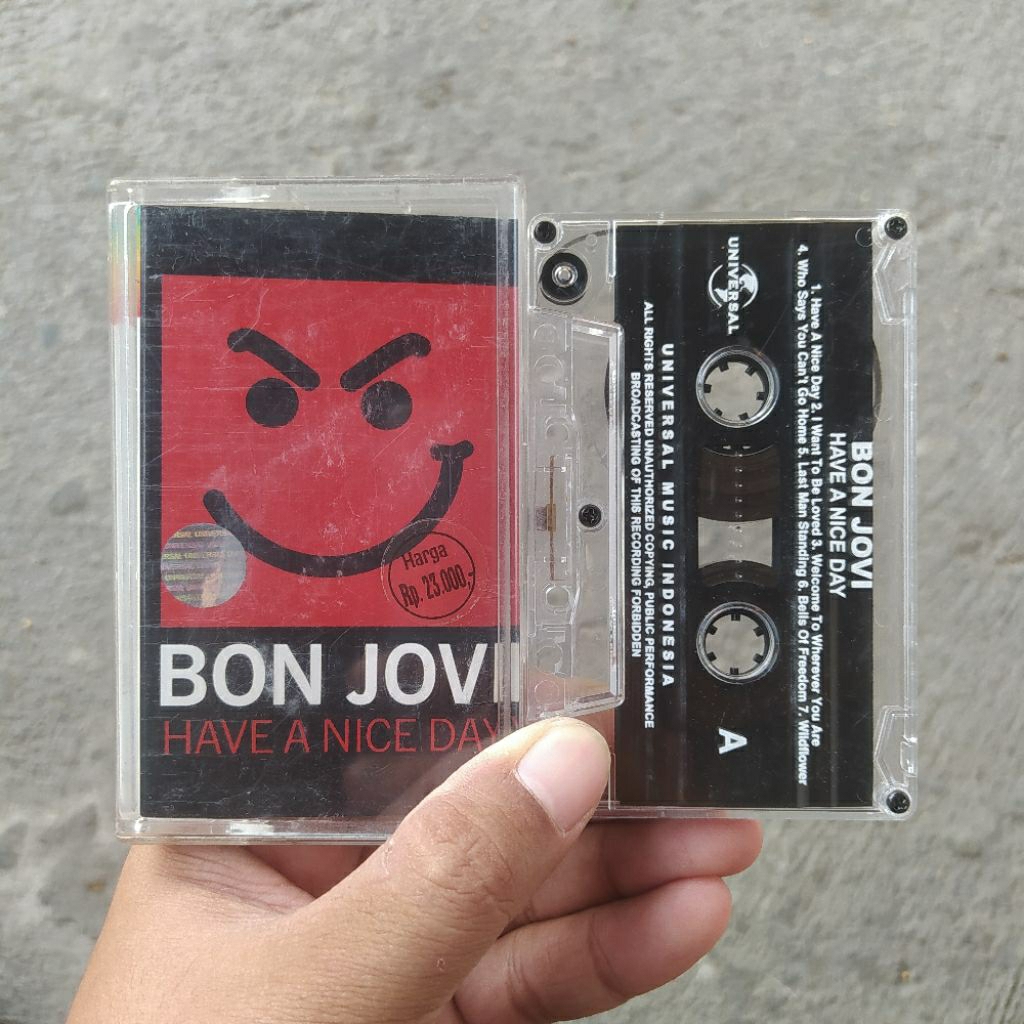 Harga
Rp. 23.000,-
BON JOVI
HAVE A NICE DAY
BON JOVI
HAVE A NICE DAY
1. Have A Nice Day 2. I Want To Be Loved 3. Welcome To Wherever You Are
4. Who Says You Can't Go Home 5. Last Man Standing 6. Bells Of Freedom 7. Wildflower
UNIVERSAL
A
UNIVERSAL MUSIC INDONESIA
ALL RIGHTS RESERVED UNAUTHORIZED COPYING, PUBLIC PERFORMANCE
BROADCASTING OF THIS RECORDING FORBIDDEN